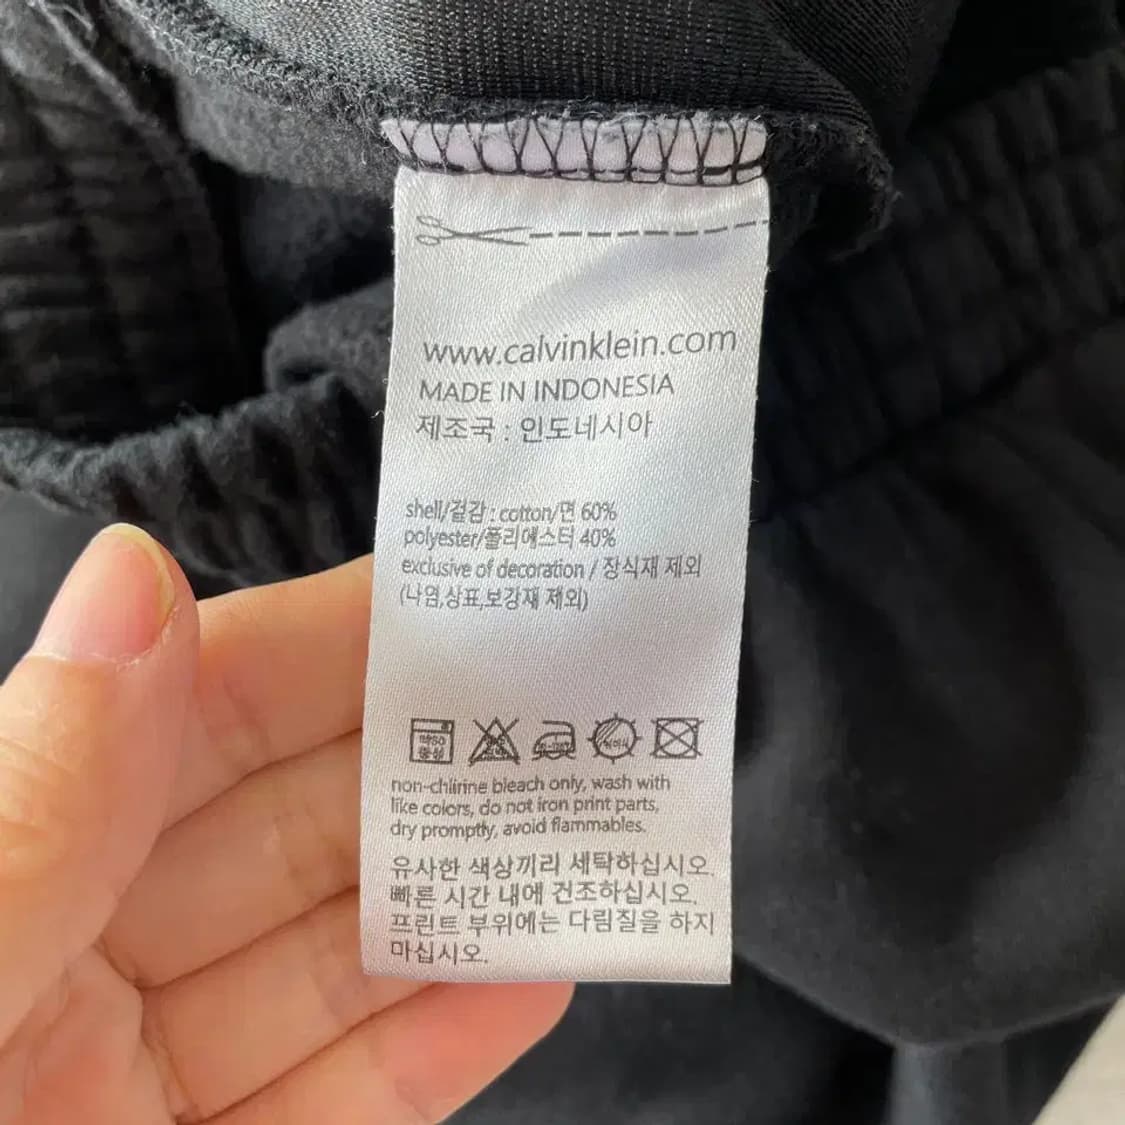 www.calvinklein.com
MADE IN INDONESIA
제조국 : 인도네시아
shell/겉감 : cotton/면 60%
polyester/폴리에스터 40%
exclusive of decoration / 장식재 제외
(나염,상표,보강재 제외)
약30
중성
non-chlirine bleach only, wash with
like colors, do not iron print parts,
dry promptly, avoid flammables.
유사한 색상끼리 세탁하십시오.
빠른 시간 내에 건조하십시오.
프린트 부위에는 다림질을 하지
마십시오.